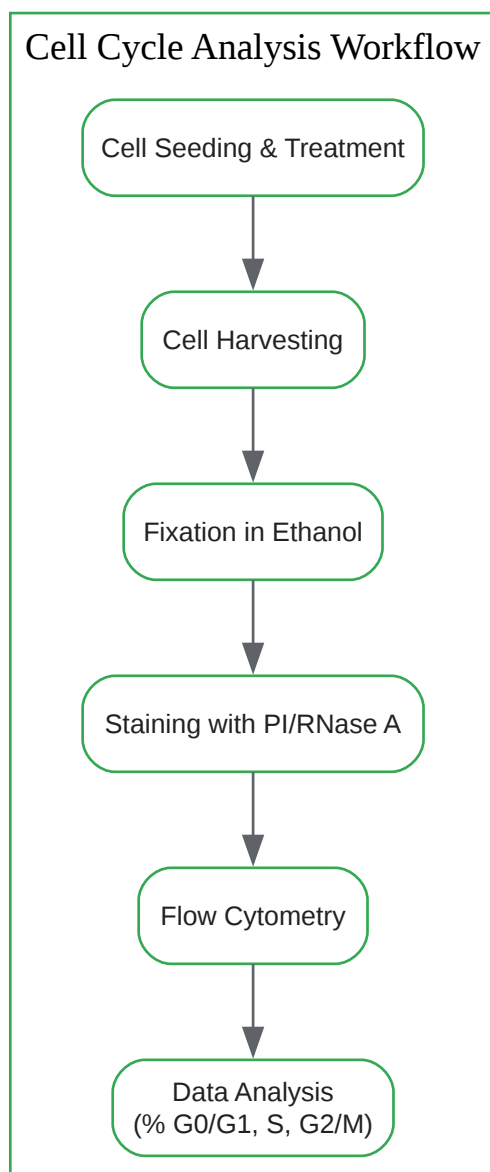 Cell Cycle Analysis Workflow
Cell Seeding & Treatment
Cell Harvesting
Fixation in Ethanol
Staining with PI/RNase A
Flow Cytometry
Data Analysis
(% G0/G1, S, G2/M)